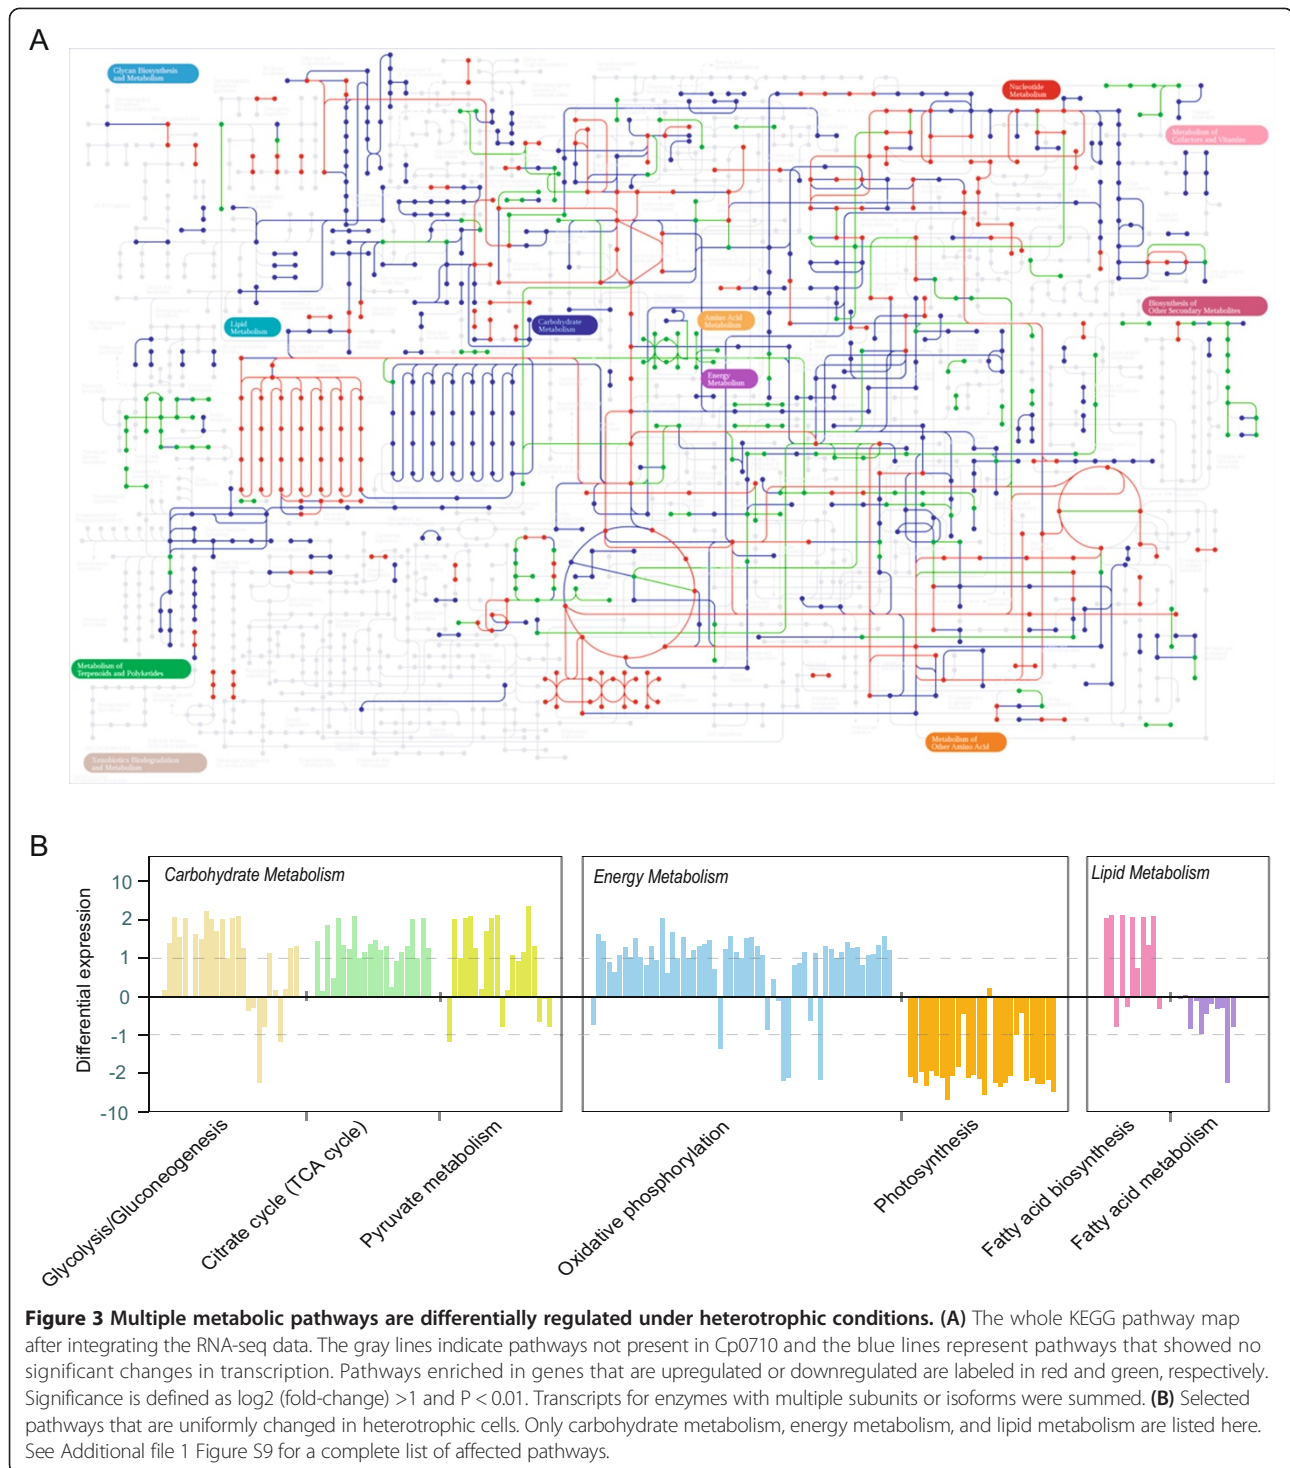 A
Glycan Biosynthesis
and Metabolism
Nucleotide
Metabolism
Metabolism of
Cofactors and Vitamins
Biosynthesis of
Other Secondary Metabolites
Lipid
Metabolism
Carbohydrate
Metabolism
Amino Acid
Metabolism
Energy
Metabolism
Metabolism of
Terpenoids and Polyketides
Metabolism of
Other Amino Acid
Xenobiotics Biodegradation
and Metabolism
B
Carbohydrate Metabolism
Energy Metabolism
Lipid Metabolism
Differential expression
10
2
1
0
-1
-2
-10
Glycolysis/Gluconeogenesis
Citrate cycle (TCA cycle)
Pyruvate metabolism
Oxidative phosphorylation
Photosynthesis
Fatty acid biosynthesis
Fatty acid metabolism
Figure 3 Multiple metabolic pathways are differentially regulated under heterotrophic conditions. (A) The whole KEGG pathway map
after integrating the RNA-seq data. The gray lines indicate pathways not present in Cp0710 and the blue lines represent pathways that showed no
significant changes in transcription. Pathways enriched in genes that are upregulated or downregulated are labeled in red and green, respectively.
Significance is defined as log2 (fold-change) >1 and P < 0.01. Transcripts for enzymes with multiple subunits or isoforms were summed. (B) Selected
pathways that are uniformly changed in heterotrophic cells. Only carbohydrate metabolism, energy metabolism, and lipid metabolism are listed here.
See Additional file 1 Figure S9 for a complete list of affected pathways.